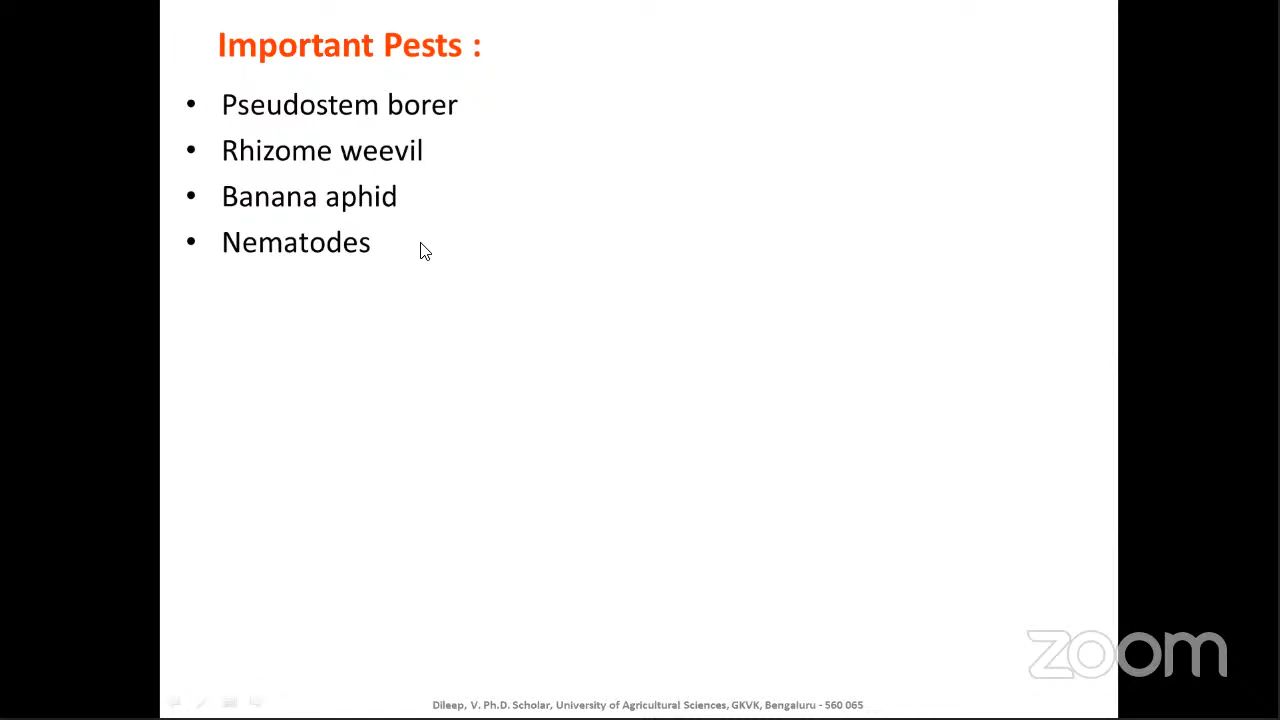 Important Pests :
• Pseudostem borer
• Rhizome weevil
• Banana aphid
• Nematodes
zoom
Dileep, V. Ph.D. Scholar, University of Agricultural Sciences, GKVK, Bengaluru - 560 065